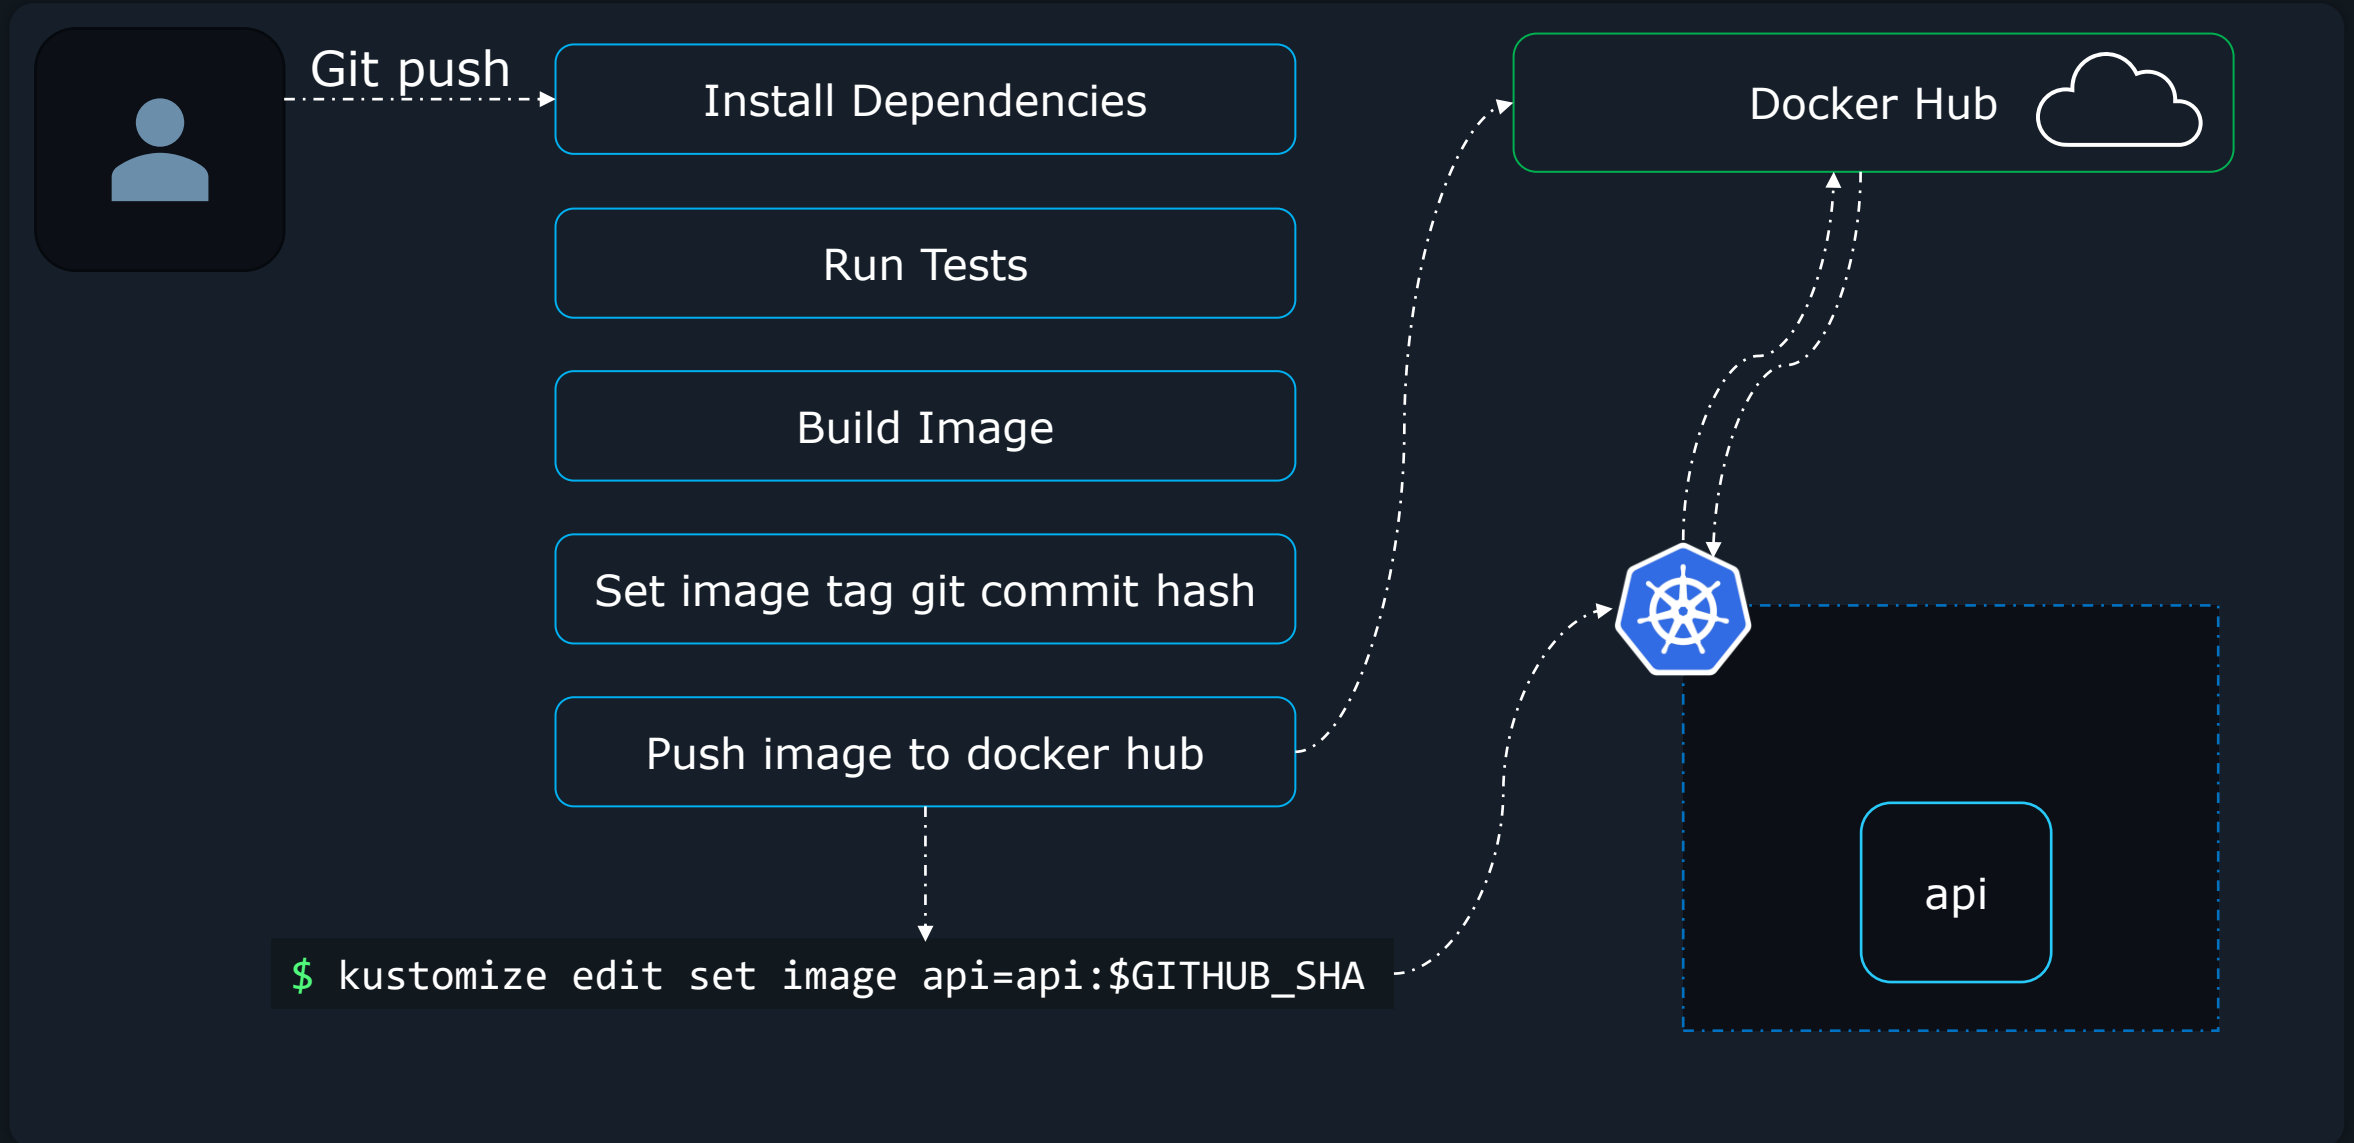 Git push
Install Dependencies
Run Tests
Build Image
Set image tag git commit hash
Push image to docker hub
$ kustomize edit set image api=api:$GITHUB_SHA
Docker Hub
api